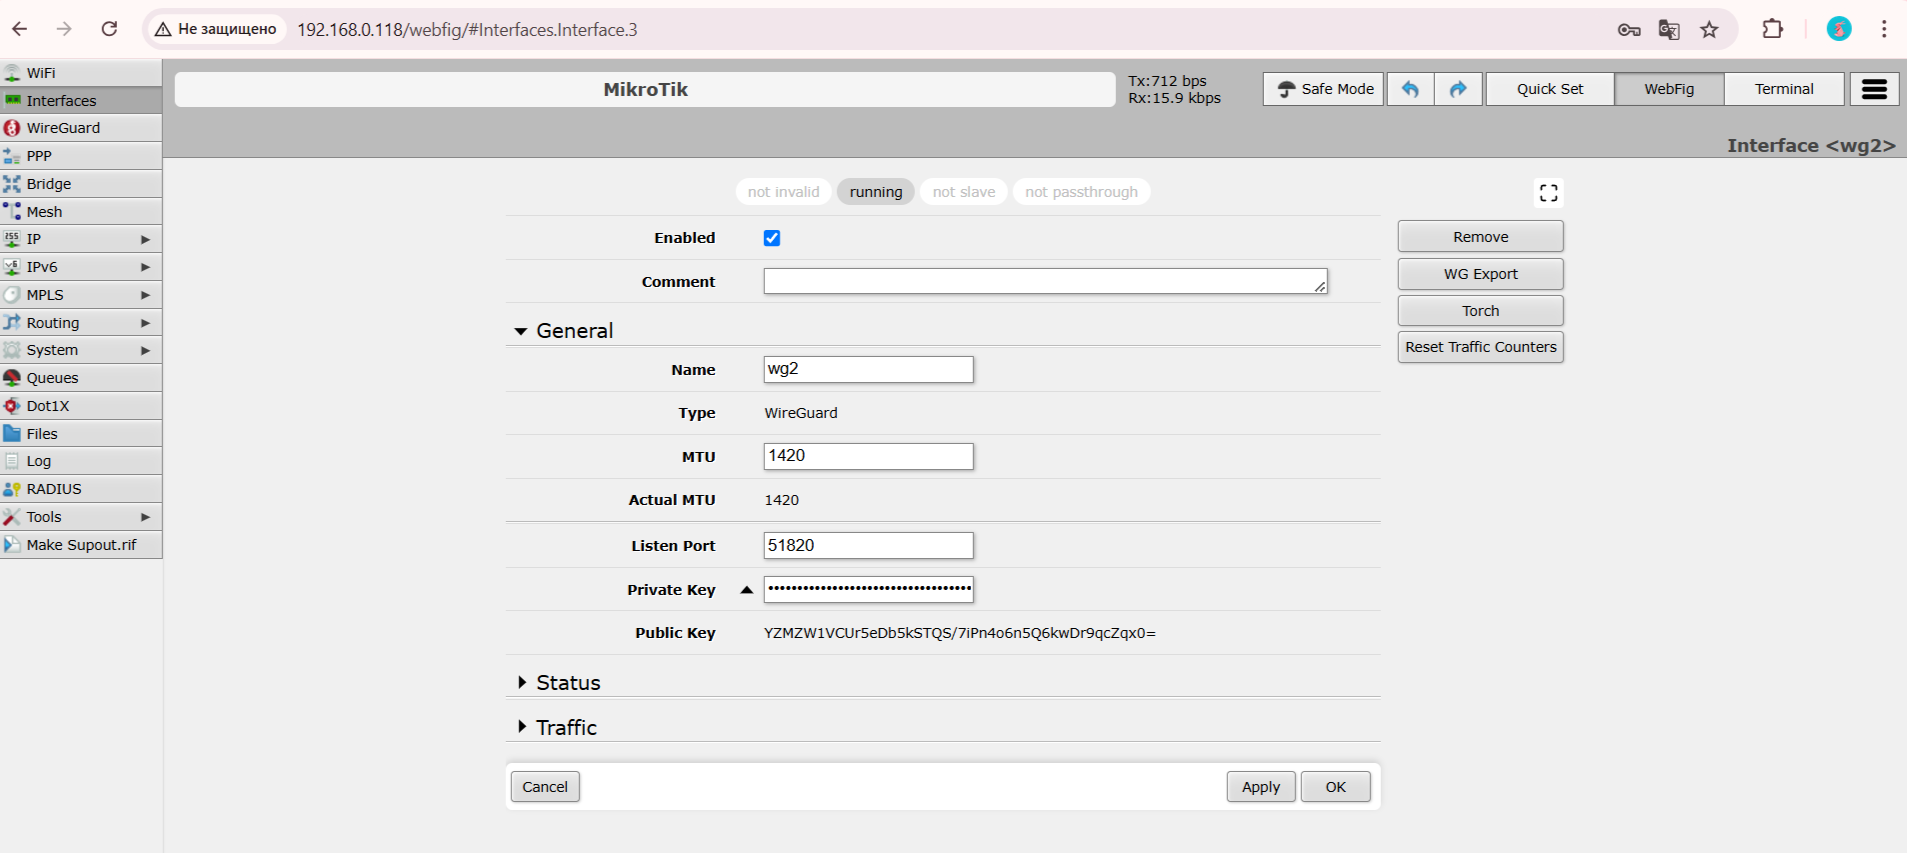 Не защищено
192.168.0.118/webfig/#Interfaces.Interface.3
WiFi
Interfaces
WireGuard
PPP
Bridge
Mesh
IP
IPv6
MPLS
Routing
System
Queues
Dot1X
Files
Log
RADIUS
Tools
Make Supout.rif
MikroTik
Tx:712 bps
Rx:15.9 kbps
Safe Mode
Quick Set
WebFig
Terminal
Interface <wg2>
not invalid running not slave not passthrough
Enabled
Comment
General
Name wg2
Type WireGuard
MTU 1420
Actual MTU 1420
Listen Port 51820
Private Key
Public Key YZMZW1VCUr5eDb5kSTQS/7iPn4o6n5Q6kwDr9qcZqx0=
Status
Traffic
Cancel
Apply
OK
Remove
WG Export
Torch
Reset Traffic Counters